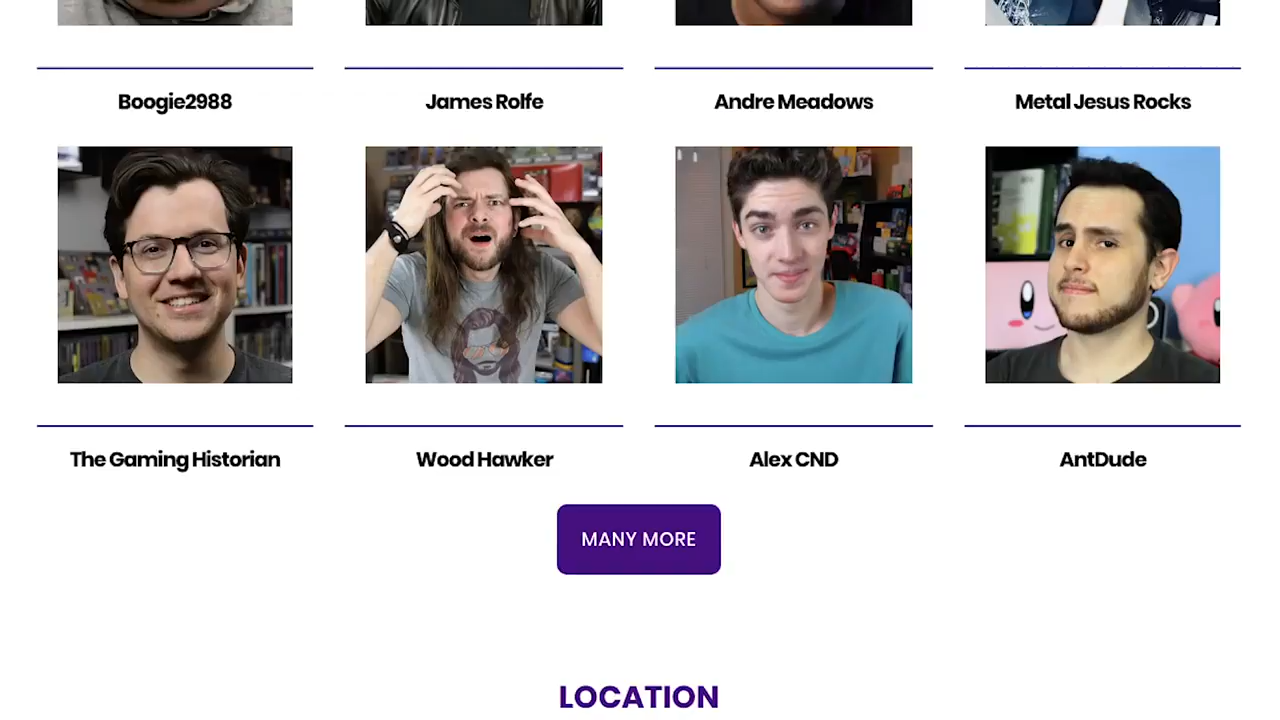 Boogie2988
James Rolfe
Andre Meadows
Metal Jesus Rocks
The Gaming Historian
Wood Hawker
Alex CND
AntDude
MANY MORE
LOCATION